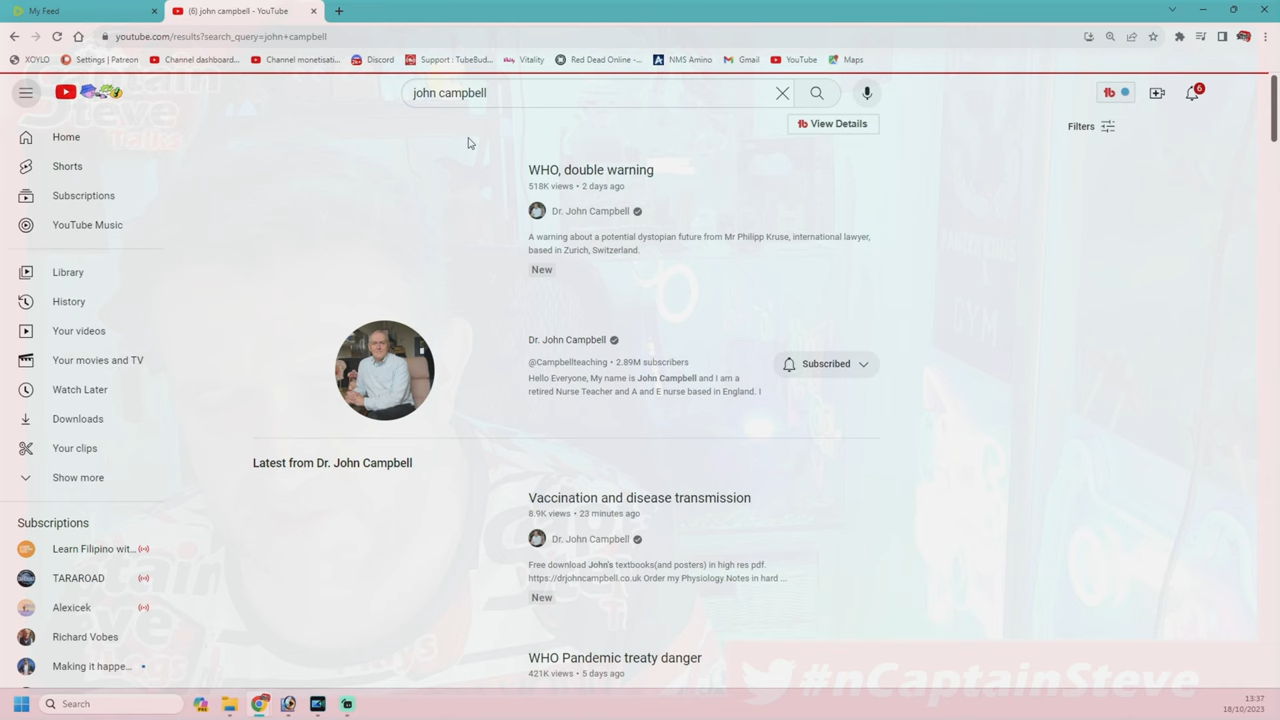 My Feed
(6) john campbell - YouTube
youtube.com/results?search_query=john+campbell
XOYLO
Settings | Patreon
Channel dashboard...
Channel monetisati...
Discord
Support : TubeBud...
Vitality
Red Dead Online -...
NMS Amino
Gmail
YouTube
Maps
john campbell
6
View Details
Filters
Home
Shorts
Subscriptions
YouTube Music
Library
History
Your videos
Your movies and TV
Watch Later
Downloads
Your clips
Show more
Subscriptions
Learn Filipino wit...
TARAROAD
Alexicek
Richard Vobes
Making it happe...
WHO, double warning
518K views • 2 days ago
Dr. John Campbell
A warning about a potential dystopian future from Mr Philipp Kruse, international lawyer,
based in Zurich, Switzerland.
New
Dr. John Campbell
@Campbellteaching • 2.89M subscribers
Hello Everyone, My name is John Campbell and I am a
retired Nurse Teacher and A and E nurse based in England. I
Subscribed
Latest from Dr. John Campbell
Vaccination and disease transmission
8.9K views • 23 minutes ago
Dr. John Campbell
Free download John's textbooks(and posters) in high res pdf.
https://drjohncampbell.co.uk Order my Physiology Notes in hard ...
New
WHO Pandemic treaty danger
421K views • 5 days ago
#nCaptainSteve
Captain
Steve
Talks
GYM
Search
13:37
18/10/2023